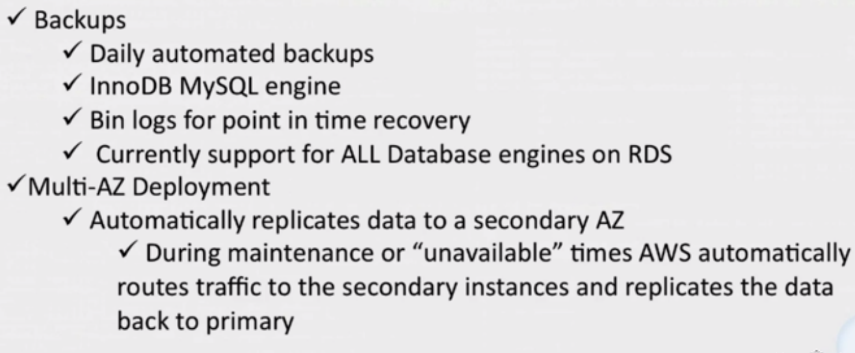 ✓ Backups
✓ Daily automated backups
✓ InnoDB MySQL engine
✓ Bin logs for point in time recovery
✓ Currently support for ALL Database engines on RDS
✓ Multi-AZ Deployment
✓ Automatically replicates data to a secondary AZ
✓ During maintenance or “unavailable” times AWS automatically
routes traffic to the secondary instances and replicates the data
back to primary